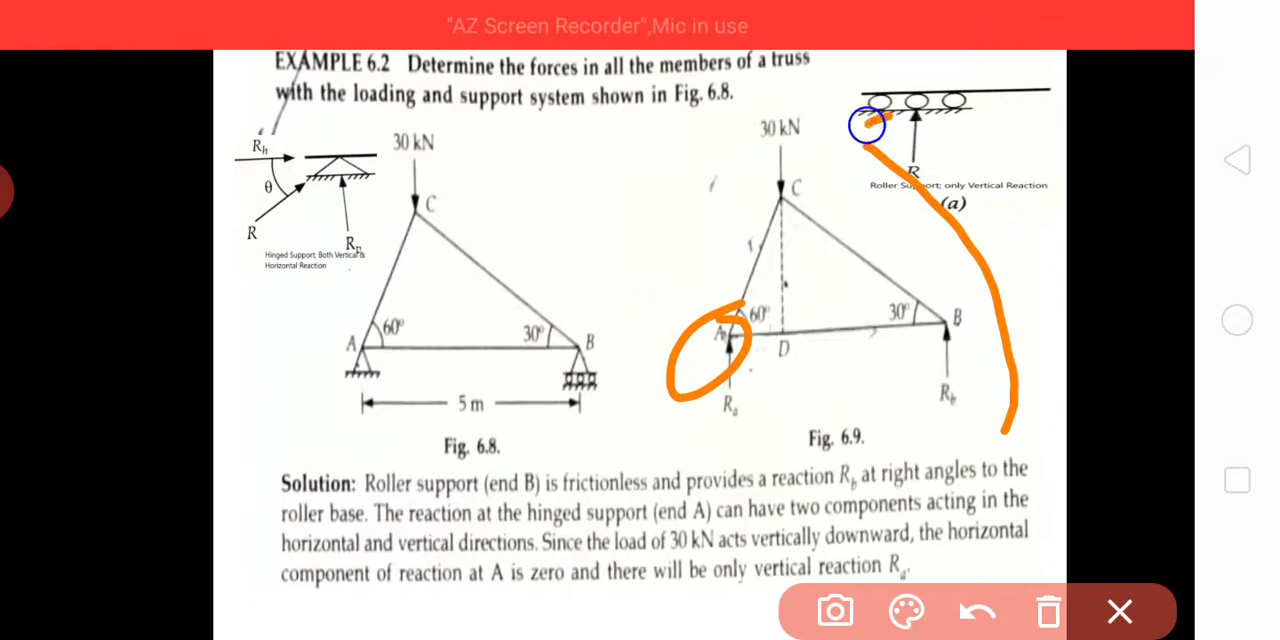 "AZ Screen Recorder",Mic in use
EXAMPLE 6.2 Determine the forces in all the members of a truss
with the loading and support system shown in Fig. 6.8.
Rh
θ
R
Rv
Hinged Support; Both Vertical &
Horizontal Reaction
30 kN
C
A
60°
30°
B
5 m
Fig. 6.8.
30 kN
C
A
60°
D
30°
B
Ra
Rb
Fig. 6.9.
R
Roller Support; only Vertical Reaction
(a)
Solution: Roller support (end B) is frictionless and provides a reaction Rb at right angles to the
roller base. The reaction at the hinged support (end A) can have two components acting in the
horizontal and vertical directions. Since the load of 30 kN acts vertically downward, the horizontal
component of reaction at A is zero and there will be only vertical reaction Ra.